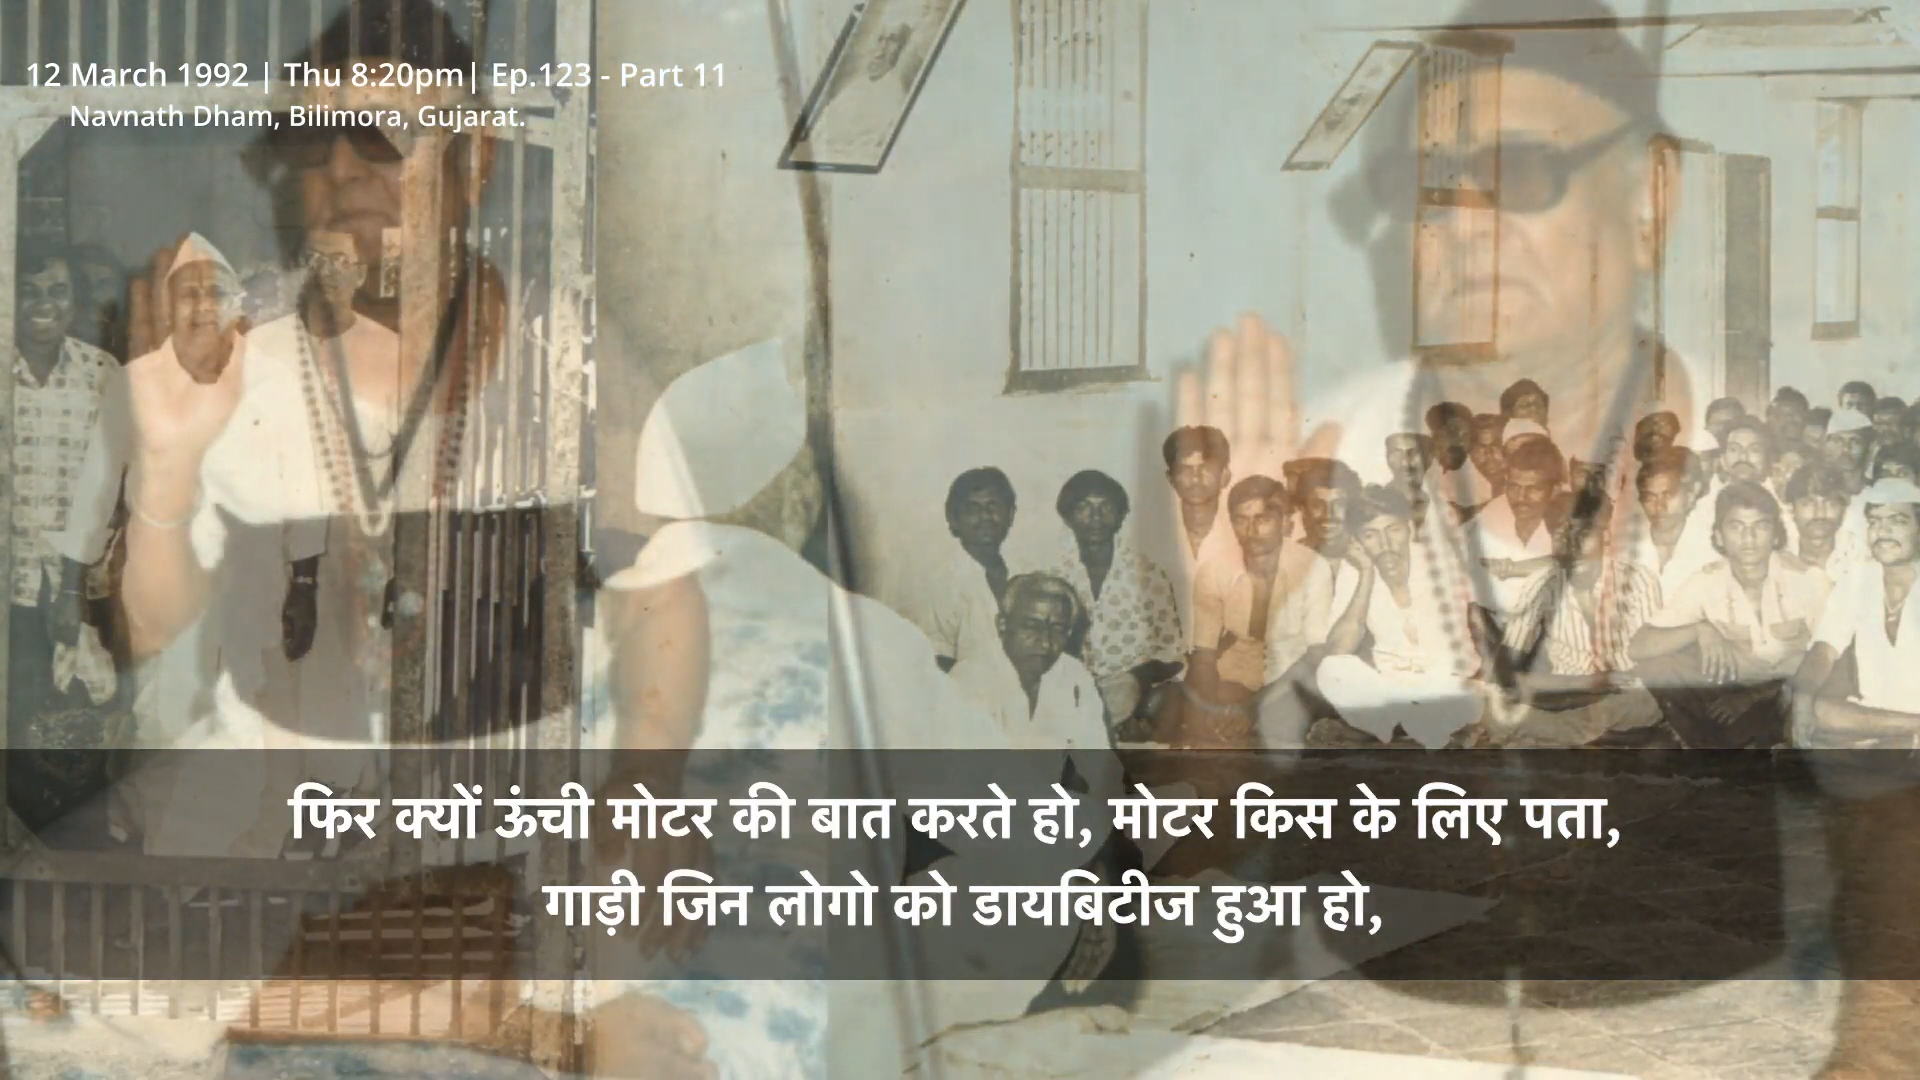 12 March 1992 | Thu 8:20pm| Ep.123 - Part 11
Navnath Dham, Bilimora, Gujarat.
फिर क्यों ऊंची मोटर की बात करते हो, मोटर किस के लिए पता,
गाड़ी जिन लोगो को डायबिटीज हुआ हो,